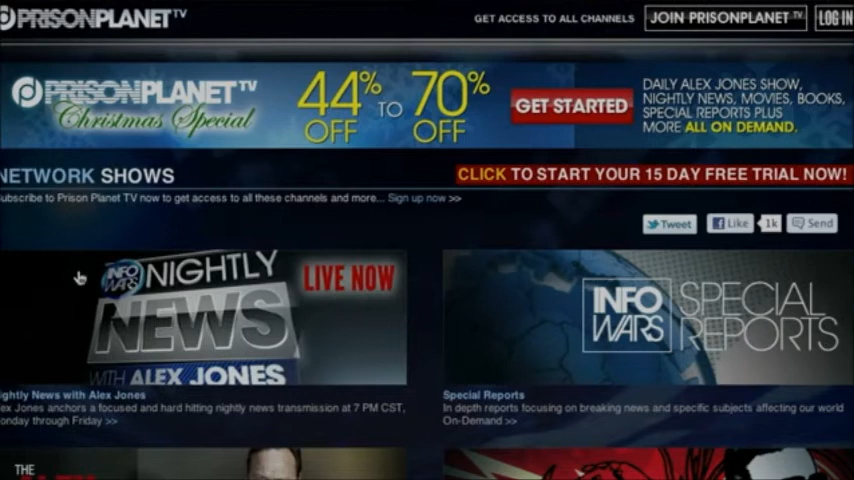 PRISONPLANET TV
GET ACCESS TO ALL CHANNELS
JOIN PRISONPLANET TV
LOG IN
PRISONPLANET TV
Christmas Special
44% OFF TO 70% OFF
GET STARTED
DAILY ALEX JONES SHOW,
NIGHTLY NEWS, MOVIES, BOOKS,
SPECIAL REPORTS PLUS
MORE ALL ON DEMAND.
NETWORK SHOWS
CLICK TO START YOUR 15 DAY FREE TRIAL NOW!
ubscribe to Prison Planet TV now to get access to all these channels and more... Sign up now >>
Tweet
Like
1k
Send
INFO WARS
NIGHTLY
NEWS
WITH ALEX JONES
LIVE NOW
INFO
WARS
SPECIAL
REPORTS
ightly News with Alex Jones
ex Jones anchors a focused and hard hitting nightly news transmission at 7 PM CST,
onday through Friday >>
Special Reports
In depth reports focusing on breaking news and specific subjects affecting our world
On-Demand >>
THE